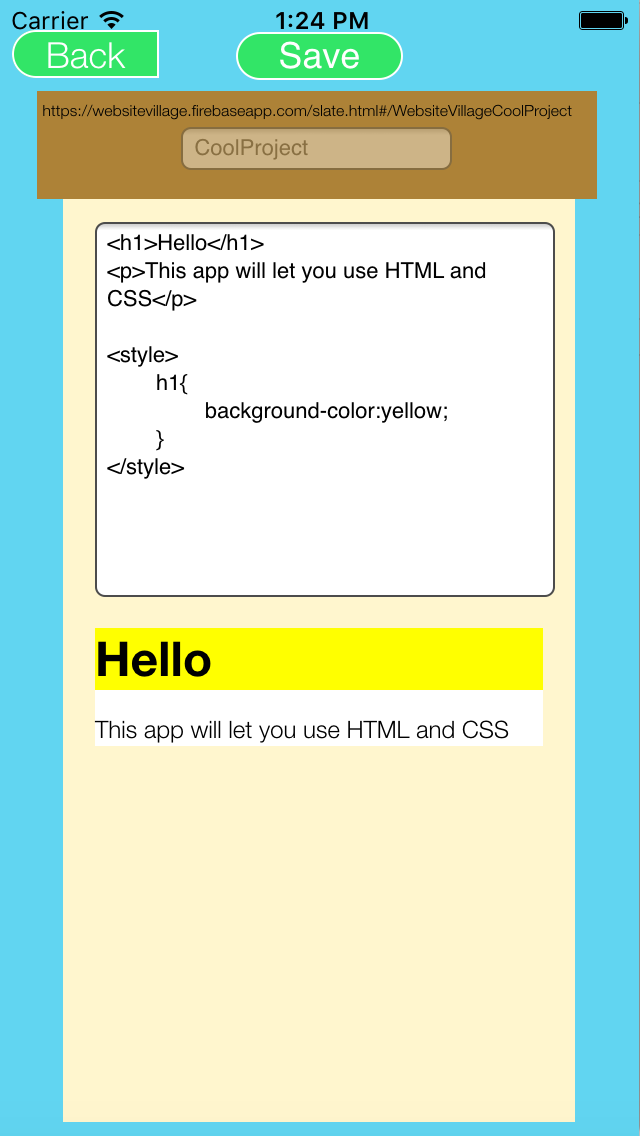 Carrier 1:24 PM
Back Save
https://websitevillage.firebaseapp.com/slate.html#/WebsiteVillageCoolProject
CoolProject
<h1>Hello</h1>
<p>This app will let you use HTML and
CSS</p>
<style>
h1{
background-color:yellow;
}
</style>
Hello
This app will let you use HTML and CSS